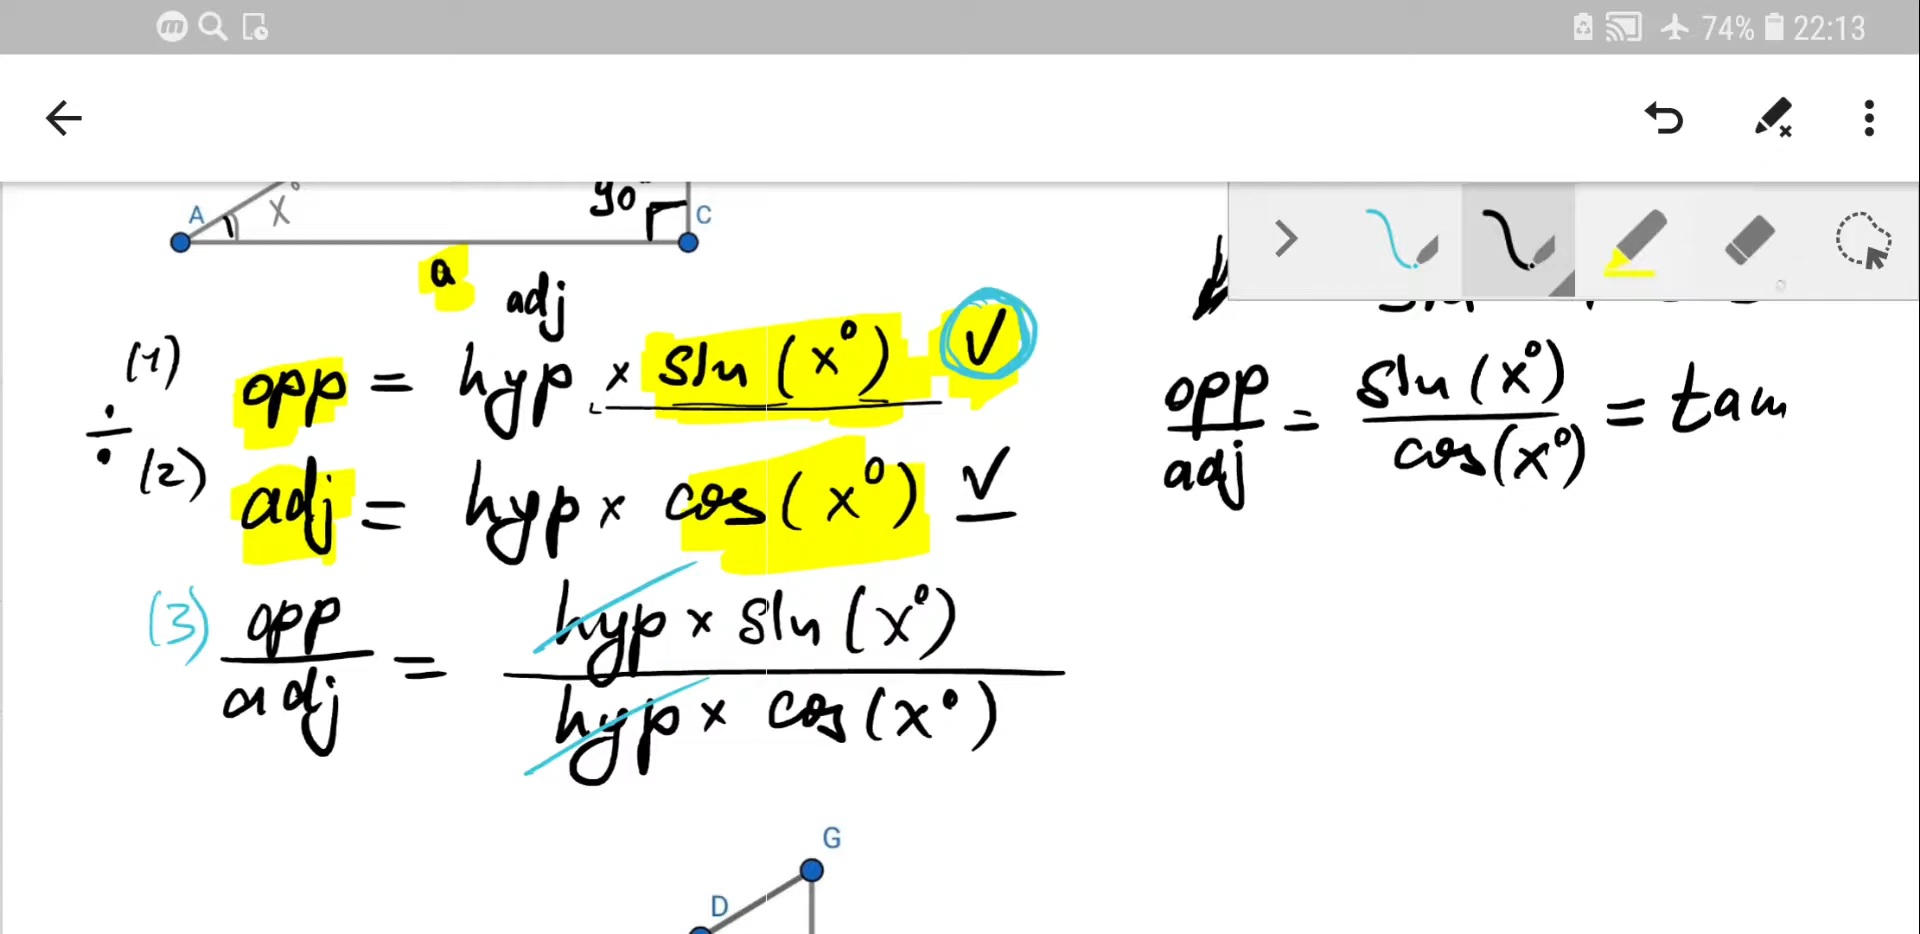 74% 22:13
A x 90° C
a adj
(1) opp = hyp × sin (x°) ✓
÷
(2) adj = hyp × cos (x°) ✓
(3) opp/adj = hyp × sin (x°) / hyp × cos (x°)
opp/adj = sin (x°) / cos (x°) = tan
G
D